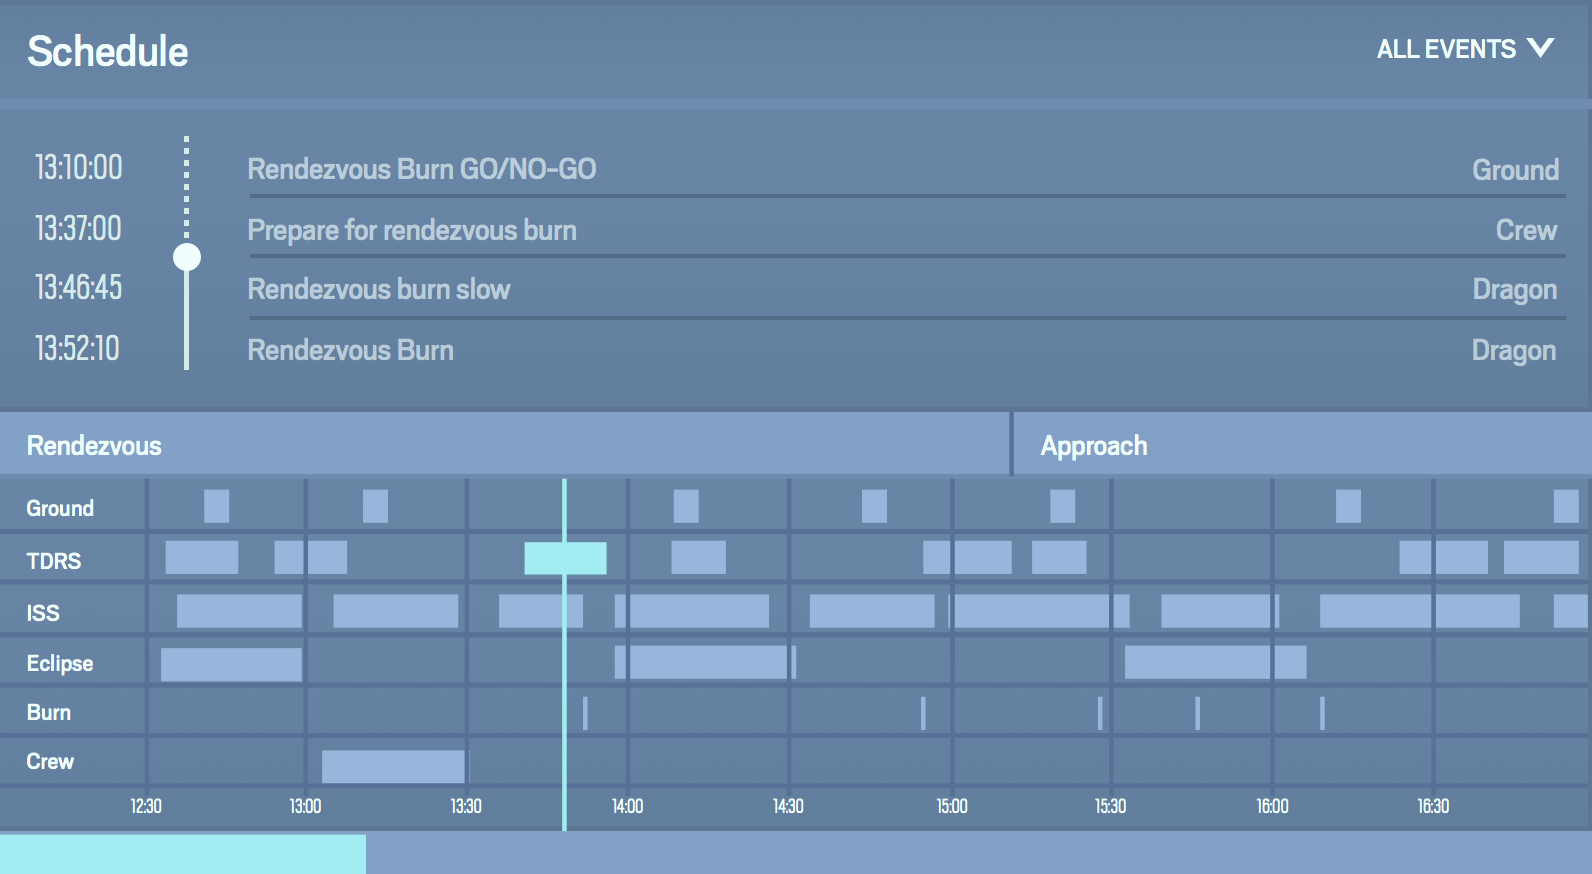 Schedule
ALL EVENTS
13:10:00 Rendezvous Burn GO/NO-GO Ground
13:37:00 Prepare for rendezvous burn Crew
13:46:45 Rendezvous burn slow Dragon
13:52:10 Rendezvous Burn Dragon
Rendezvous Approach
Ground
TDRS
ISS
Eclipse
Burn
Crew
12:30 13:00 13:30 14:00 14:30 15:00 15:30 16:00 16:30